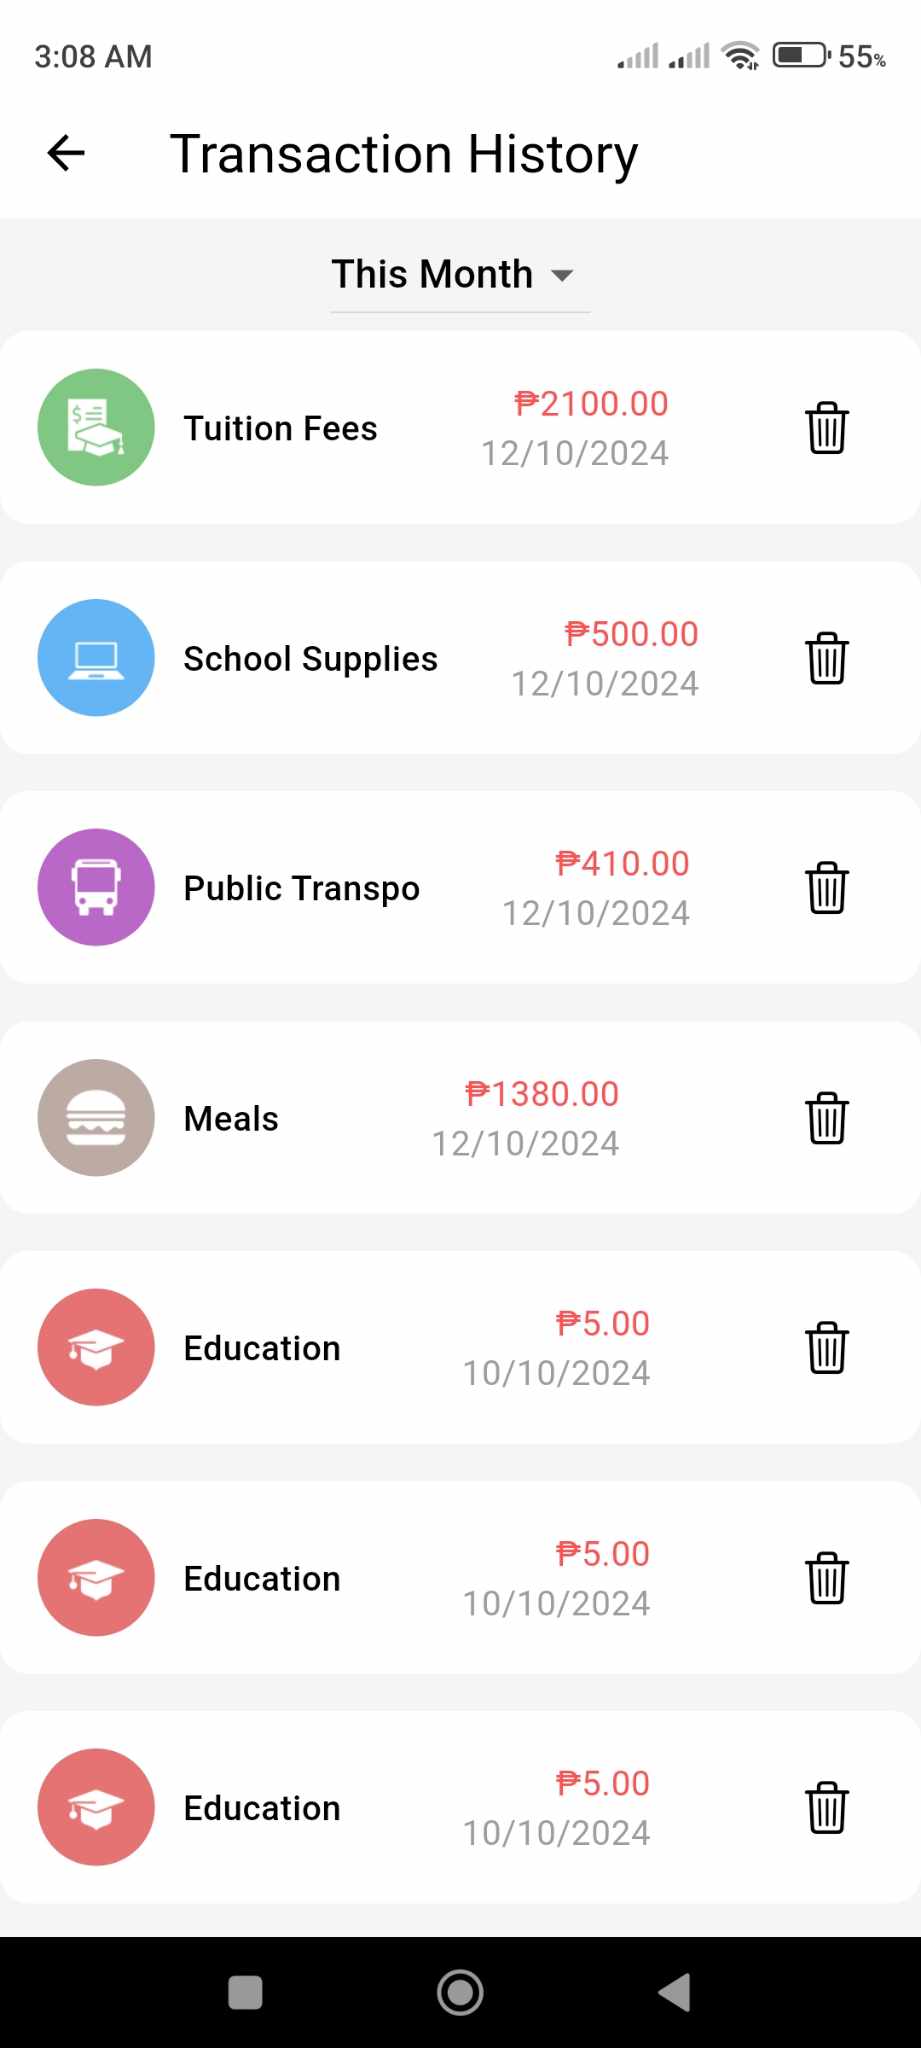 3:08 AM
55%
Transaction History
This Month
Tuition Fees
₱2100.00
12/10/2024
School Supplies
₱500.00
12/10/2024
Public Transpo
₱410.00
12/10/2024
Meals
₱1380.00
12/10/2024
Education
₱5.00
10/10/2024
Education
₱5.00
10/10/2024
Education
₱5.00
10/10/2024